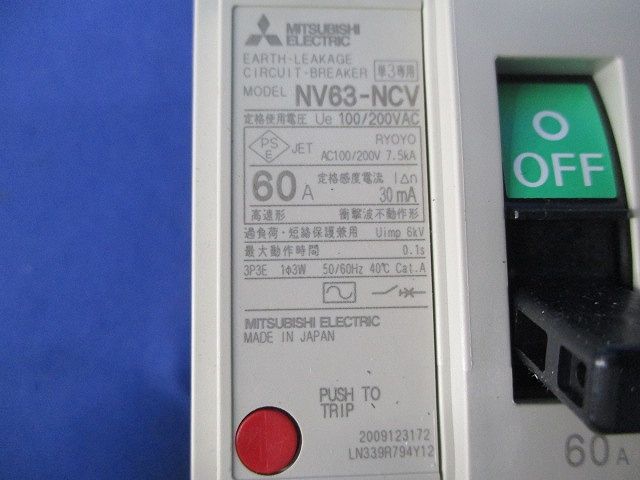 MITSUBISHI
ELECTRIC
EARTH-LEAKAGE
CIRCUIT-BREAKER 単3専用
MODEL NV63-NCV
定格使用電圧 Ue 100/200VAC
PS
E
JET
RYOYO
AC100/200V 7.5kA
60A
定格感度電流 IΔn
30mA
高速形 衝撃波不動作形
過負荷・短絡保護兼用 Uimp 6kV
最大動作時間 0.1s
3P3E 1Φ3W 50/60Hz 40℃ Cat.A
MITSUBISHI ELECTRIC
MADE IN JAPAN
PUSH TO
TRIP
2009123172
LN339R794Y12
O
OFF
60A